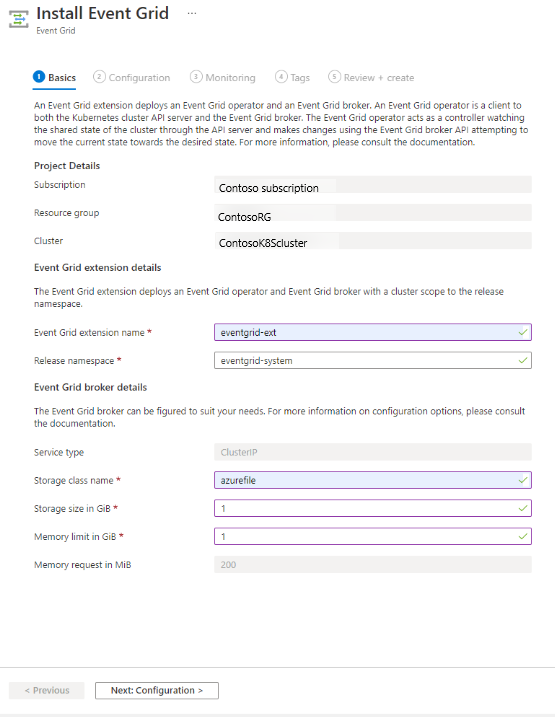 Install Event Grid ...
Event Grid
1 Basics 2 Configuration 3 Monitoring 4 Tags 5 Review + create
An Event Grid extension deploys an Event Grid operator and an Event Grid broker. An Event Grid operator is a client to
both the Kubernetes cluster API server and the Event Grid broker. The Event Grid operator acts as a controller watching
the shared state of the cluster through the API server and makes changes using the Event Grid broker API attempting to
move the current state towards the desired state. For more information, please consult the documentation.
Project Details
Subscription Contoso subscription
Resource group ContosoRG
Cluster ContosoK8Scluster
Event Grid extension details
The Event Grid extension deploys an Event Grid operator and Event Grid broker with a cluster scope to the release
namespace.
Event Grid extension name * eventgrid-ext
Release namespace * eventgrid-system
Event Grid broker details
The Event Grid broker can be figured to suit your needs. For more information on configuration options, please consult
the documentation.
Service type ClusterIP
Storage class name * azurefile
Storage size in GiB * 1
Memory limit in GiB * 1
Memory request in MiB 200
< Previous Next: Configuration >